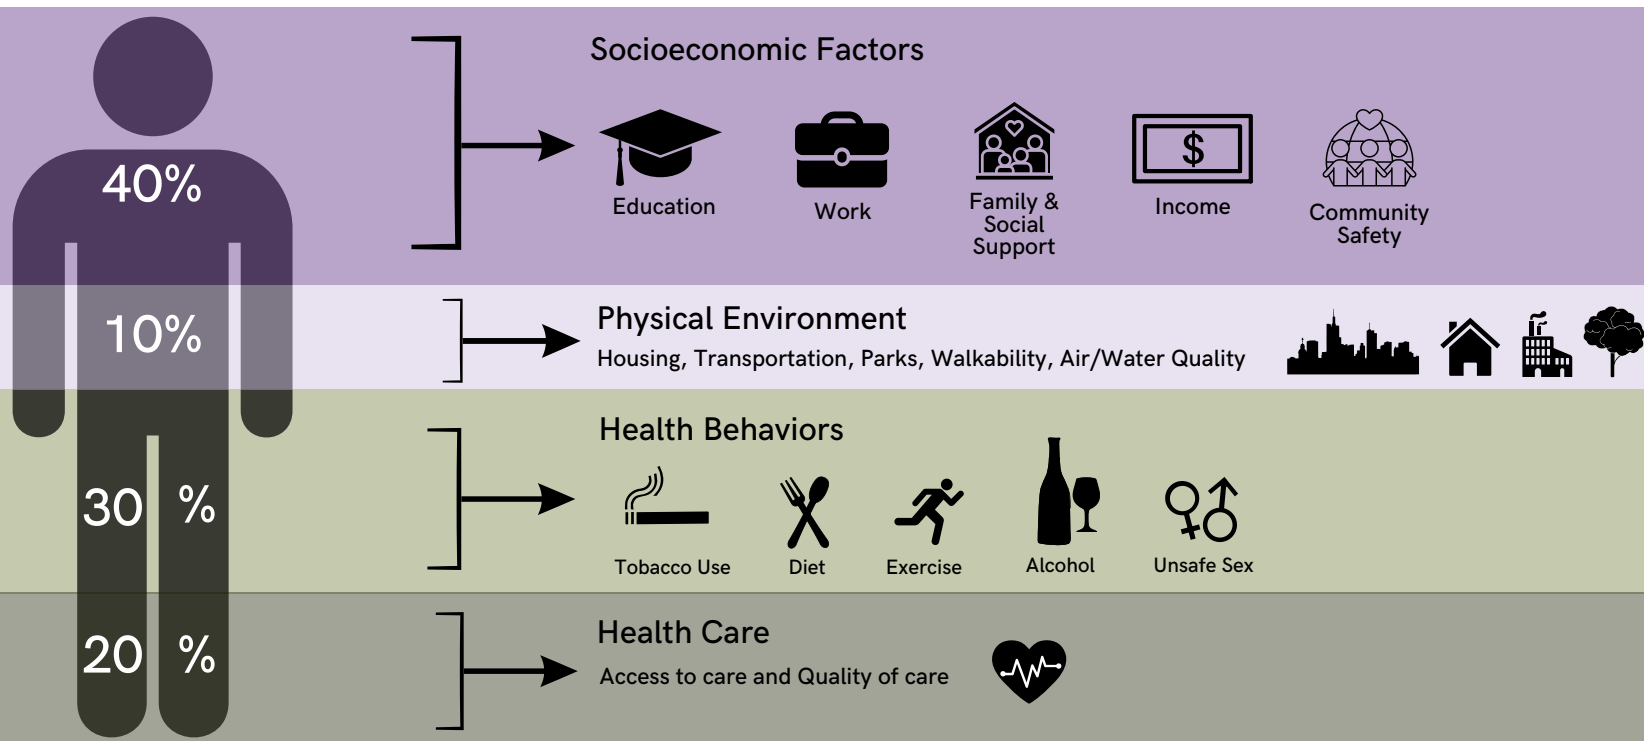 Socioeconomic Factors
40%
$
Education
Work
Family &
Social
Support
Income
Community
Safety
10%
Physical Environment
Housing, Transportation, Parks, Walkability, Air/Water Quality
Health Behaviors
30 %
Tobacco Use
Diet
Exercise
Alcohol
Unsafe Sex
20 %
Health Care
Access to care and Quality of care